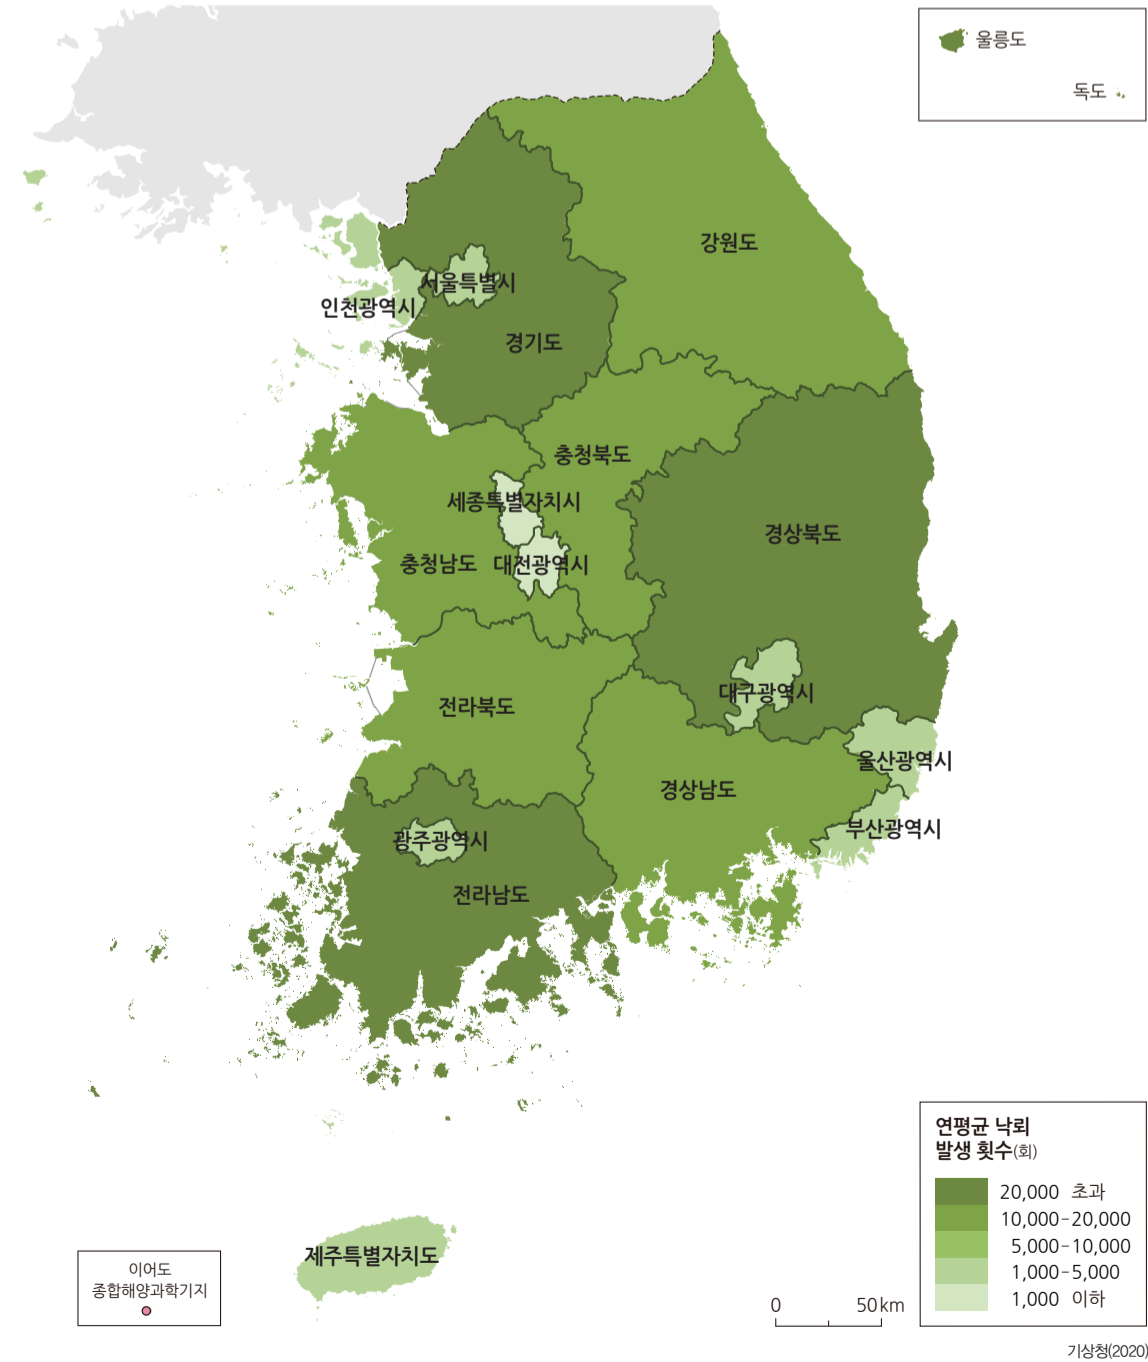 울릉도
독도
강원도
서울특별시
인천광역시
경기도
충청북도
세종특별자치시
경상북도
충청남도
대전광역시
대구광역시
전라북도
울산광역시
경상남도
부산광역시
광주광역시
전라남도
제주특별자치도
이어도
종합해양과학기지
연평균 낙뢰
발생 횟수(회)
20,000 초과
10,000-20,000
5,000-10,000
1,000-5,000
1,000 이하
0 50km
기상청(2020)